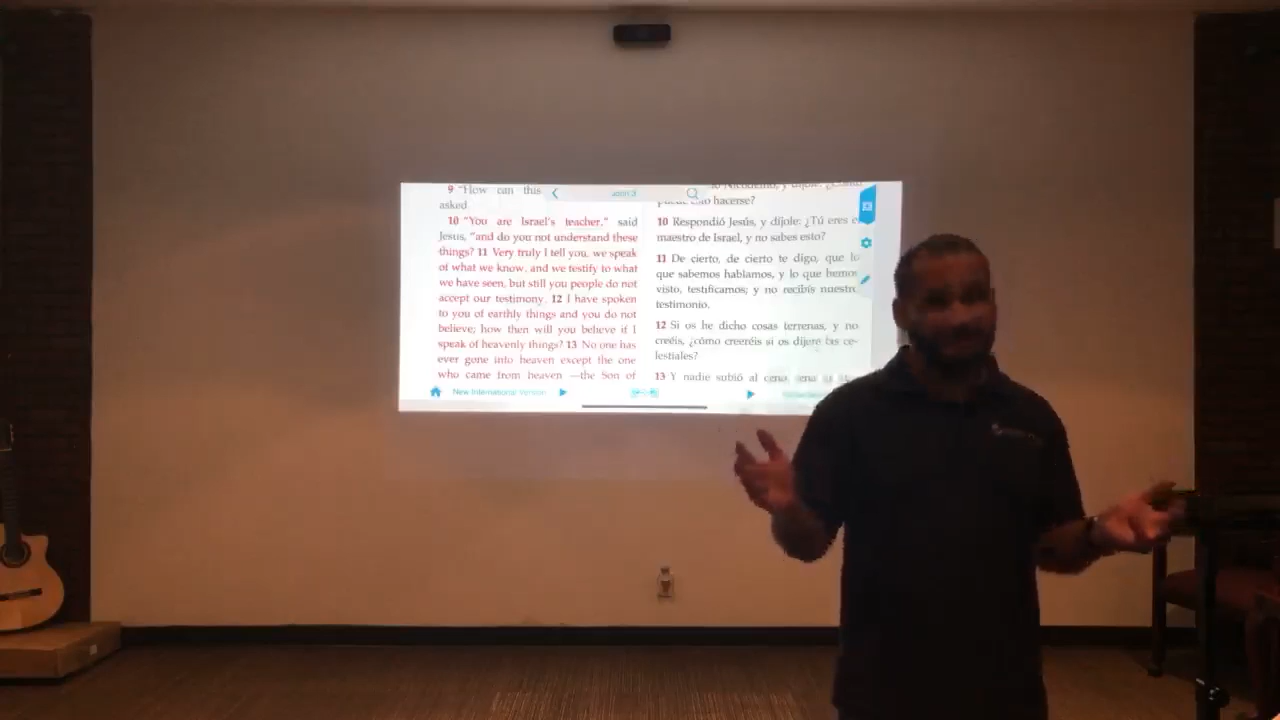 9 "How can this
asked
10 "You are Israel's teacher," said
Jesus, "and do you not understand these
things? 11 Very truly I tell you, we speak
of what we know, and we testify to what
we have seen, but still you people do not
accept our testimony. 12 I have spoken
to you of earthly things and you do not
believe; how then will you believe if I
speak of heavenly things? 13 No one has
ever gone into heaven except the one
who came from heaven —the Son of
New International Version
Nicodemo, y díjole: ¿Cómo
hacerse?
10 Respondió Jesús, y díjole: ¿Tú eres e
maestro de Israel, y no sabes esto?
11 De cierto, de cierto te digo, que lo
que sabemos hablamos, y lo que hemos
visto, testificamos; y no recibís nuestro
testimonio.
12 Si os he dicho cosas terrenas, y no
creéis, ¿cómo creeréis si os dijere las ce-
lestiales?
13 Y nadie subió al